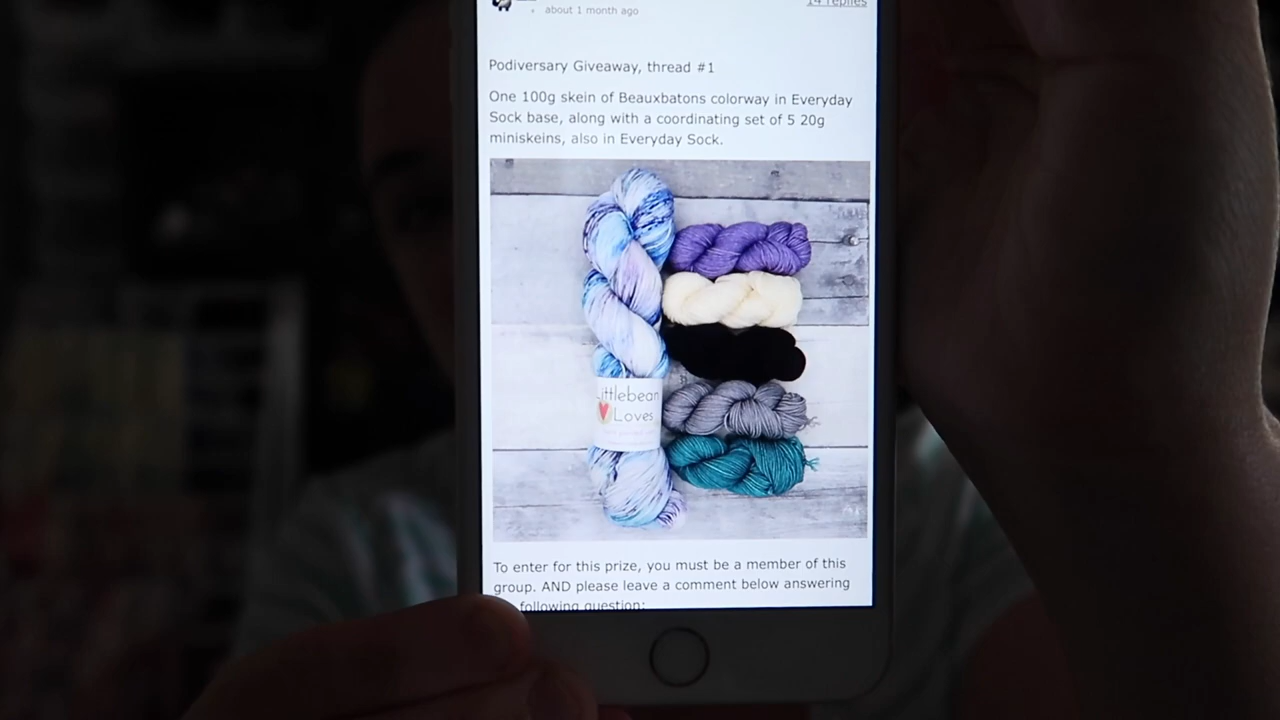 about 1 month ago
14 replies
Podiversary Giveaway, thread #1
One 100g skein of Beauxbatons colorway in Everyday
Sock base, along with a coordinating set of 5 20g
miniskeins, also in Everyday Sock.
Littlebean
Loves
To enter for this prize, you must be a member of this
group. AND please leave a comment below answering
following question: